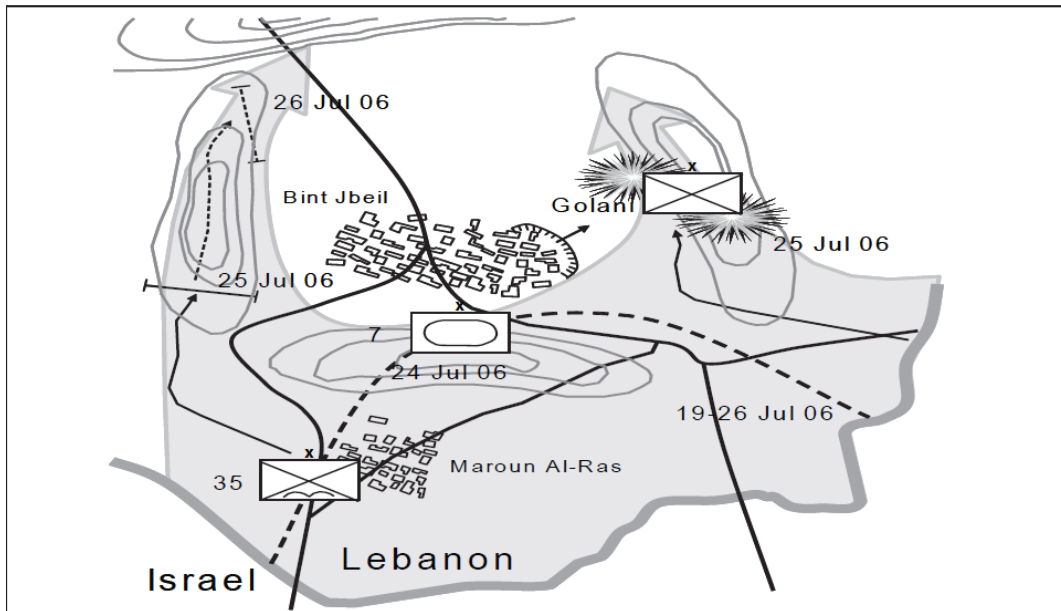 26 Jul 06
x
Bint Jbeil
Golani
25 Jul 06
25 Jul 06
x
7
24 Jul 06
19-26 Jul 06
x
Maroun Al-Ras
35
Lebanon
Israel